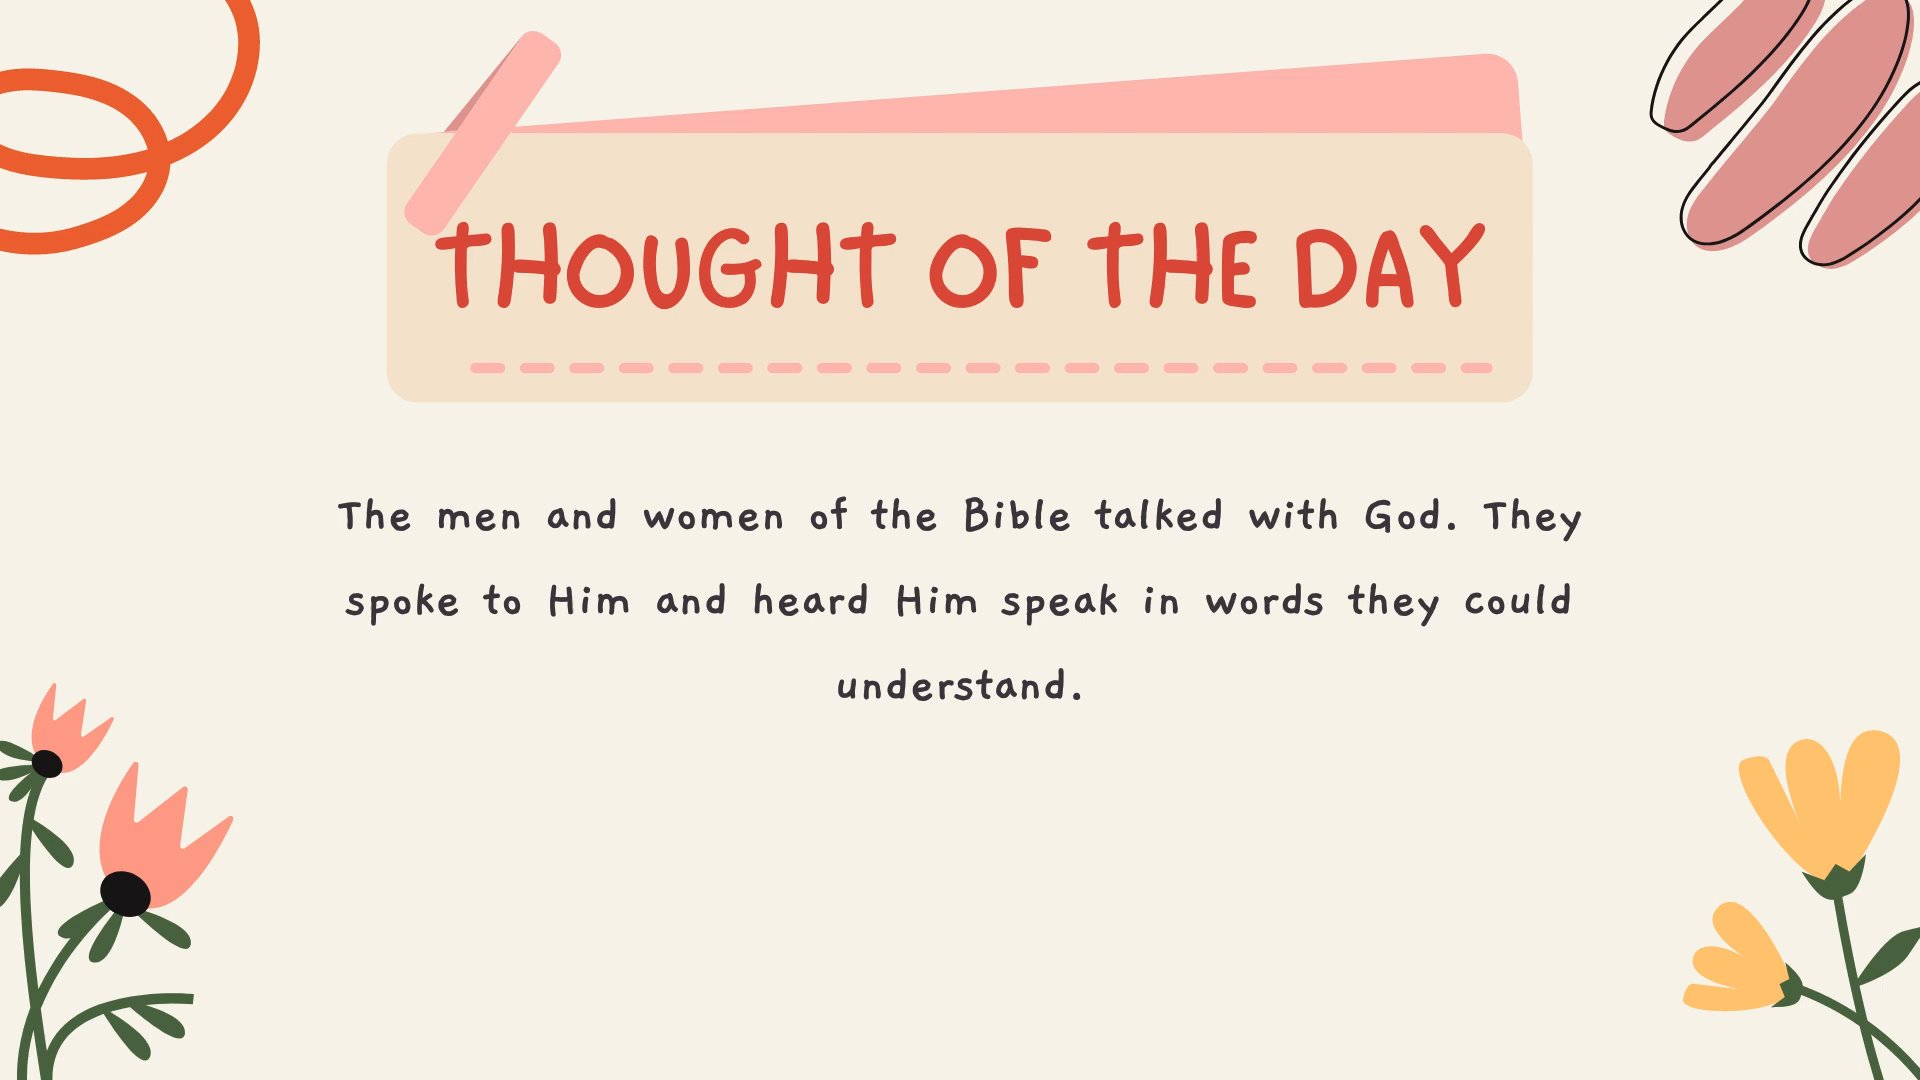 THOUGHT OF THE DAY
The men and women of the Bible talked with God. They
spoke to Him and heard Him speak in words they could
understand.